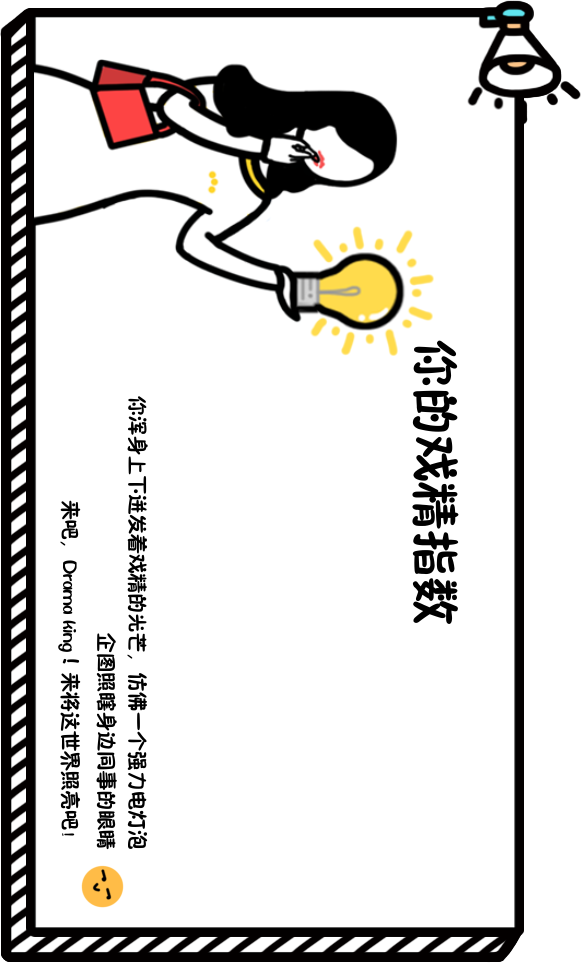 你的戏精指数
你浑身上下迸发着戏精的光芒，仿佛一个强力电灯泡
企图照瞎身边同事的眼睛
来吧，Drama king！来将这世界照亮吧！